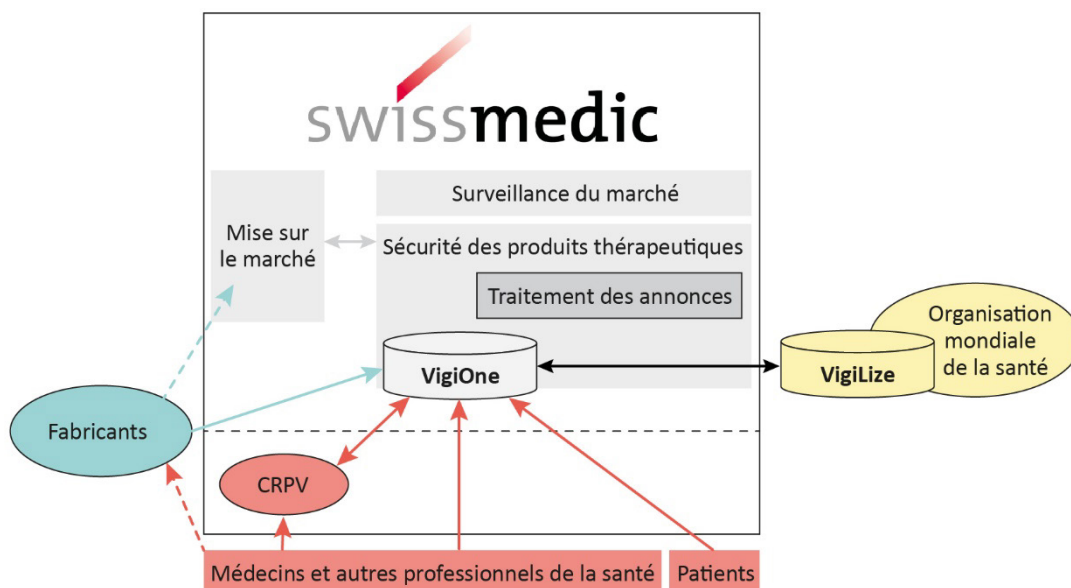 swissmedic
Surveillance du marché
Mise sur
le marché
Sécurité des produits thérapeutiques
Traitement des annonces
VigiOne
Organisation
mondiale
de la santé
VigiLize
Fabricants
CRPV
Médecins et autres professionnels de la santé
Patients